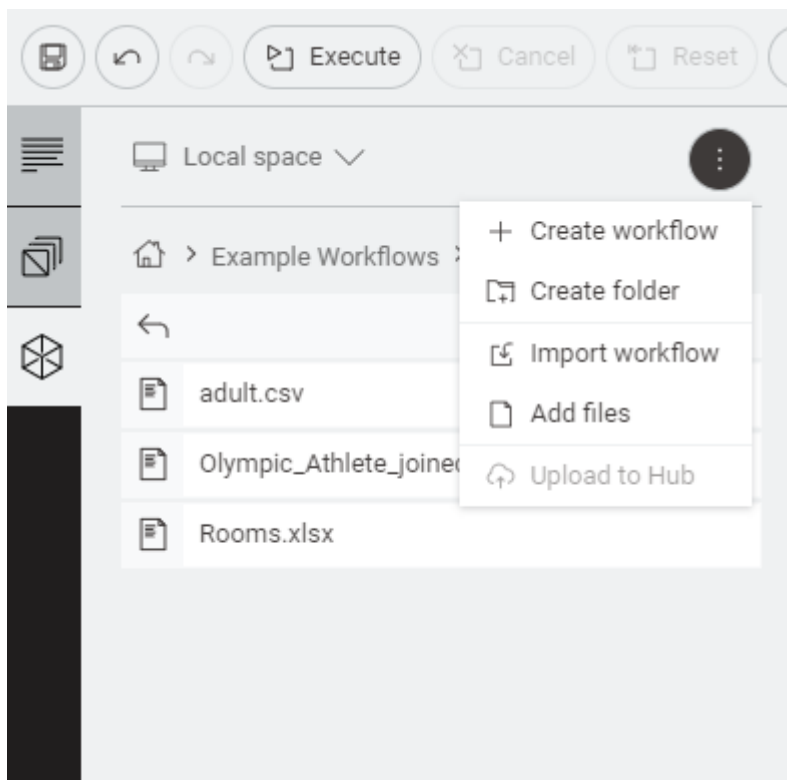 Execute Cancel Reset
Local space
Example Workflows
Create workflow
Create folder
Import workflow
adult.csv
Add files
Olympic_Athlete_joined
Upload to Hub
Rooms.xlsx